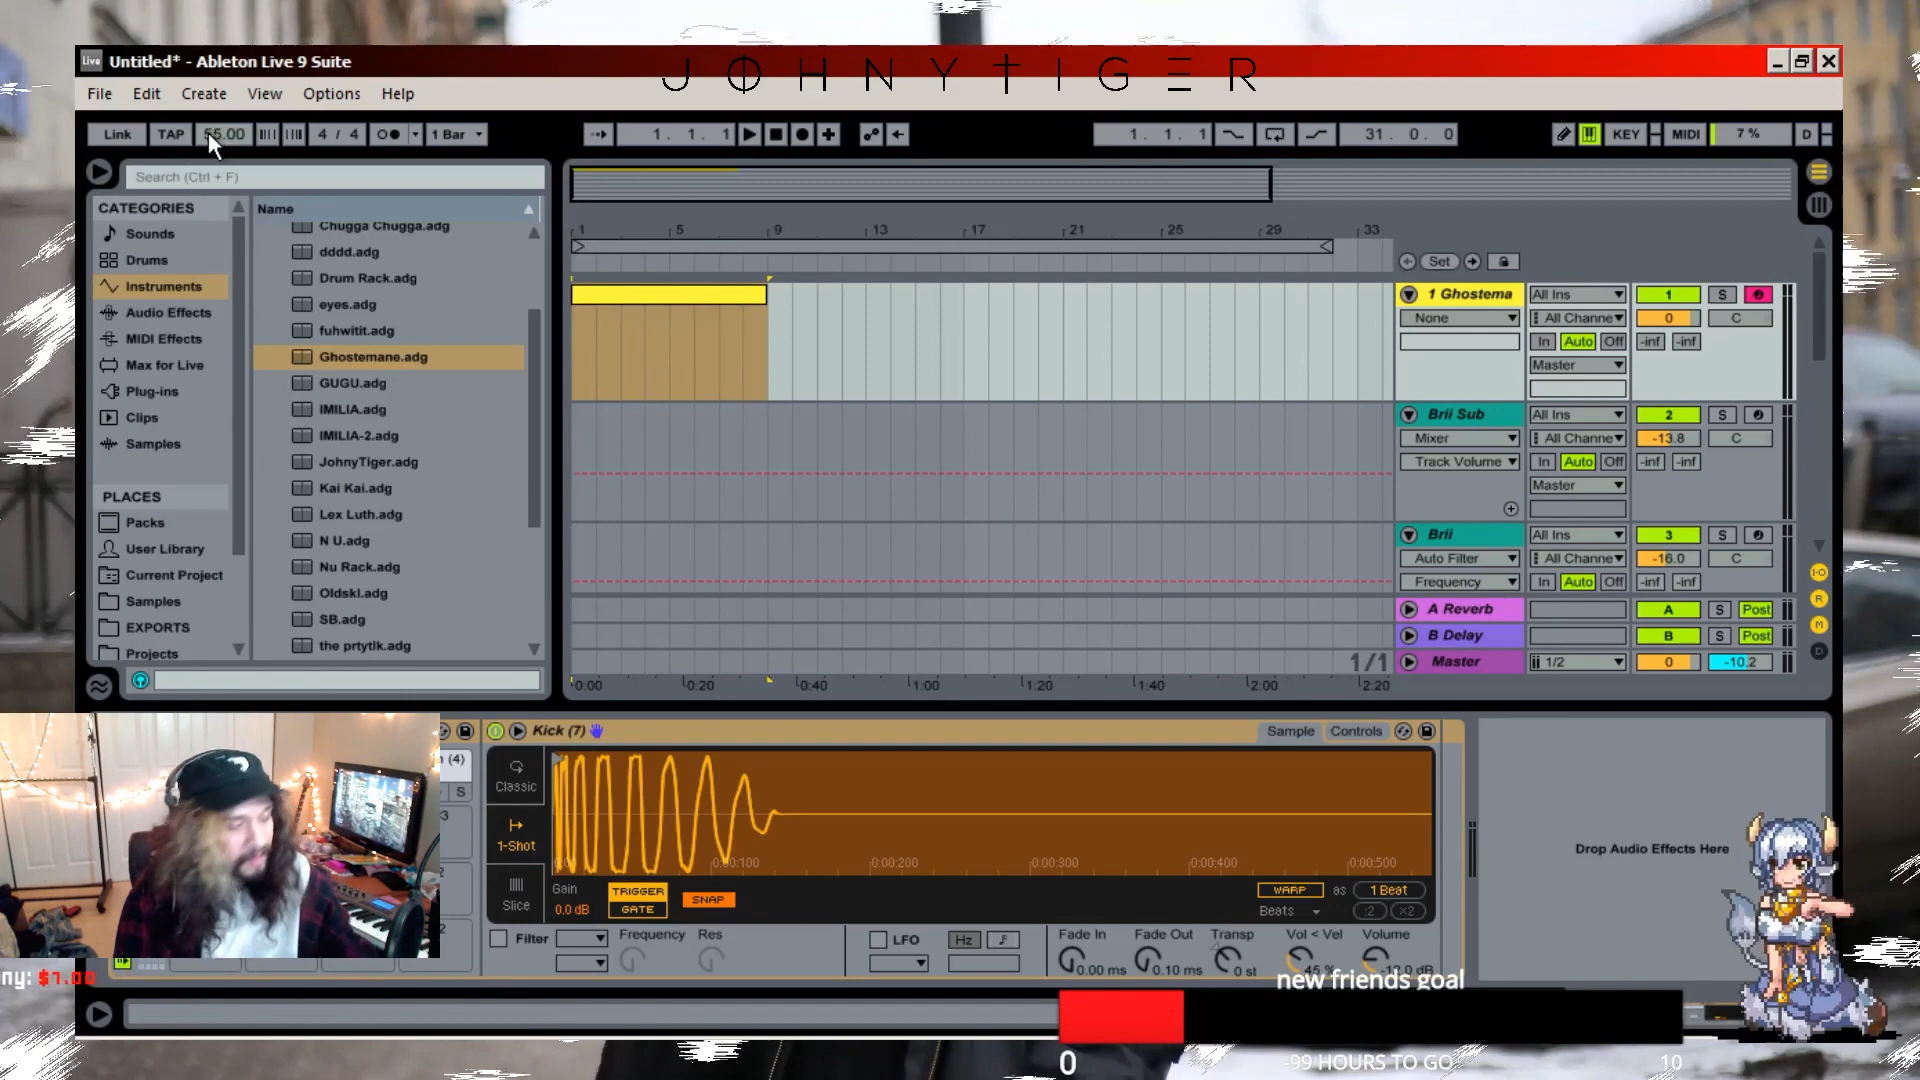 Live Untitled* - Ableton Live 9 Suite
JOHNYTIGER
File Edit Create View Options Help
Link TAP 55.00 4 / 4 1 Bar 1. 1. 1 1. 1. 1 31. 0. 0 KEY MIDI 7 % D
Search (Ctrl + F)
CATEGORIES
Sounds
Drums
Instruments
Audio Effects
MIDI Effects
Max for Live
Plug-ins
Clips
Samples
PLACES
Packs
User Library
Current Project
Samples
EXPORTS
Projects
Name
Chugga Chugga.adg
dddd.adg
Drum Rack.adg
eyes.adg
fuhwitit.adg
Ghostemane.adg
GUGU.adg
IMILIA.adg
IMILIA-2.adg
JohnyTiger.adg
Kai Kai.adg
Lex Luth.adg
N U.adg
Nu Rack.adg
Oldskl.adg
SB.adg
the prtytlk.adg
1 5 9 13 17 21 25 29 33
Set
1 Ghostema All Ins 1 S
None All Channe 0 C
In Auto Off -inf -inf
Master
Brii Sub All Ins 2 S
Mixer All Channe -13.8 C
Track Volume In Auto Off -inf -inf
Master
Brii All Ins 3 S
Auto Filter All Channe -16.0 C
Frequency In Auto Off -inf -inf
A Reverb A S Post
B Delay B S Post
1/1 Master 1/2 0 -10.2
0:00 0:20 0:40 1:00 1:20 1:40 2:00 2:20
I-O
R
M
D
(4)
S
Kick (7) Sample Controls
Classic
1-Shot
Slice
0:00:100 0:00:200 0:00:300 0:00:400 0:00:500
Gain TRIGGER SNAP WARP as 1 Beat
0.0 dB GATE Beats :2 x2
Filter Frequency Res LFO Hz Fade In Fade Out Transp Vol < Vel Volume
0.00 ms 0.10 ms 0 st 45 % -12.0 dB
Drop Audio Effects Here
ny: $1.00
new friends goal
0 -99 HOURS TO GO 10